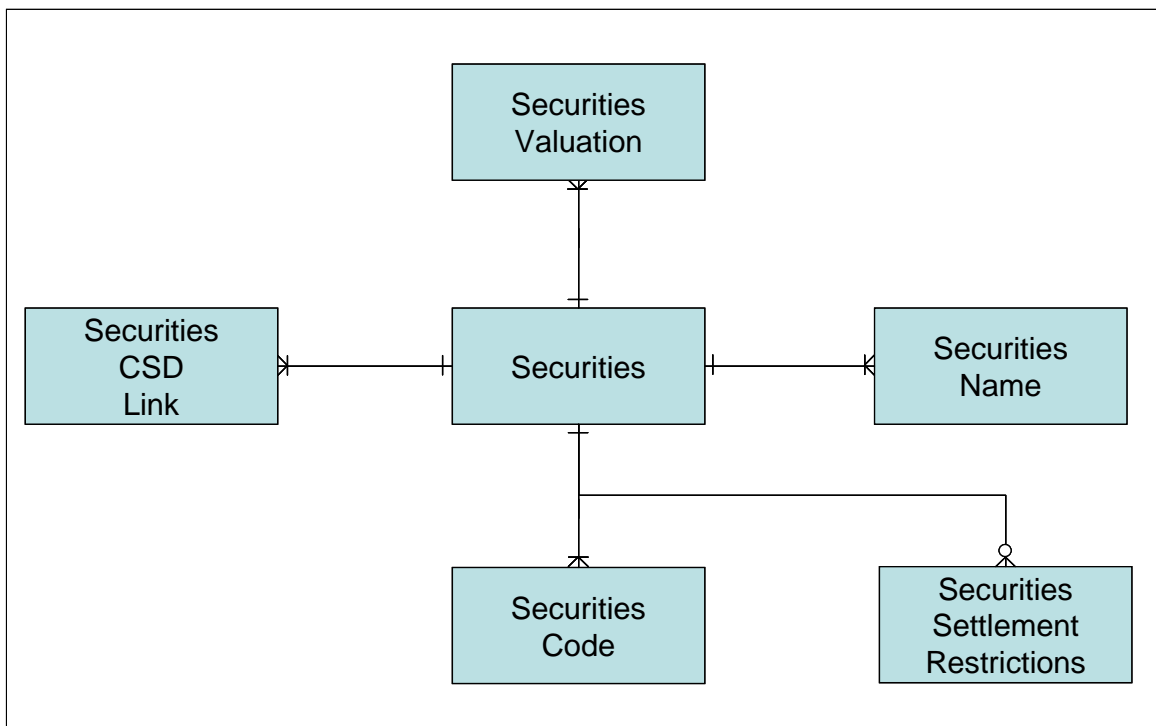 Securities
Valuation
Securities
CSD
Link
Securities
Securities
Name
Securities
Code
Securities
Settlement
Restrictions